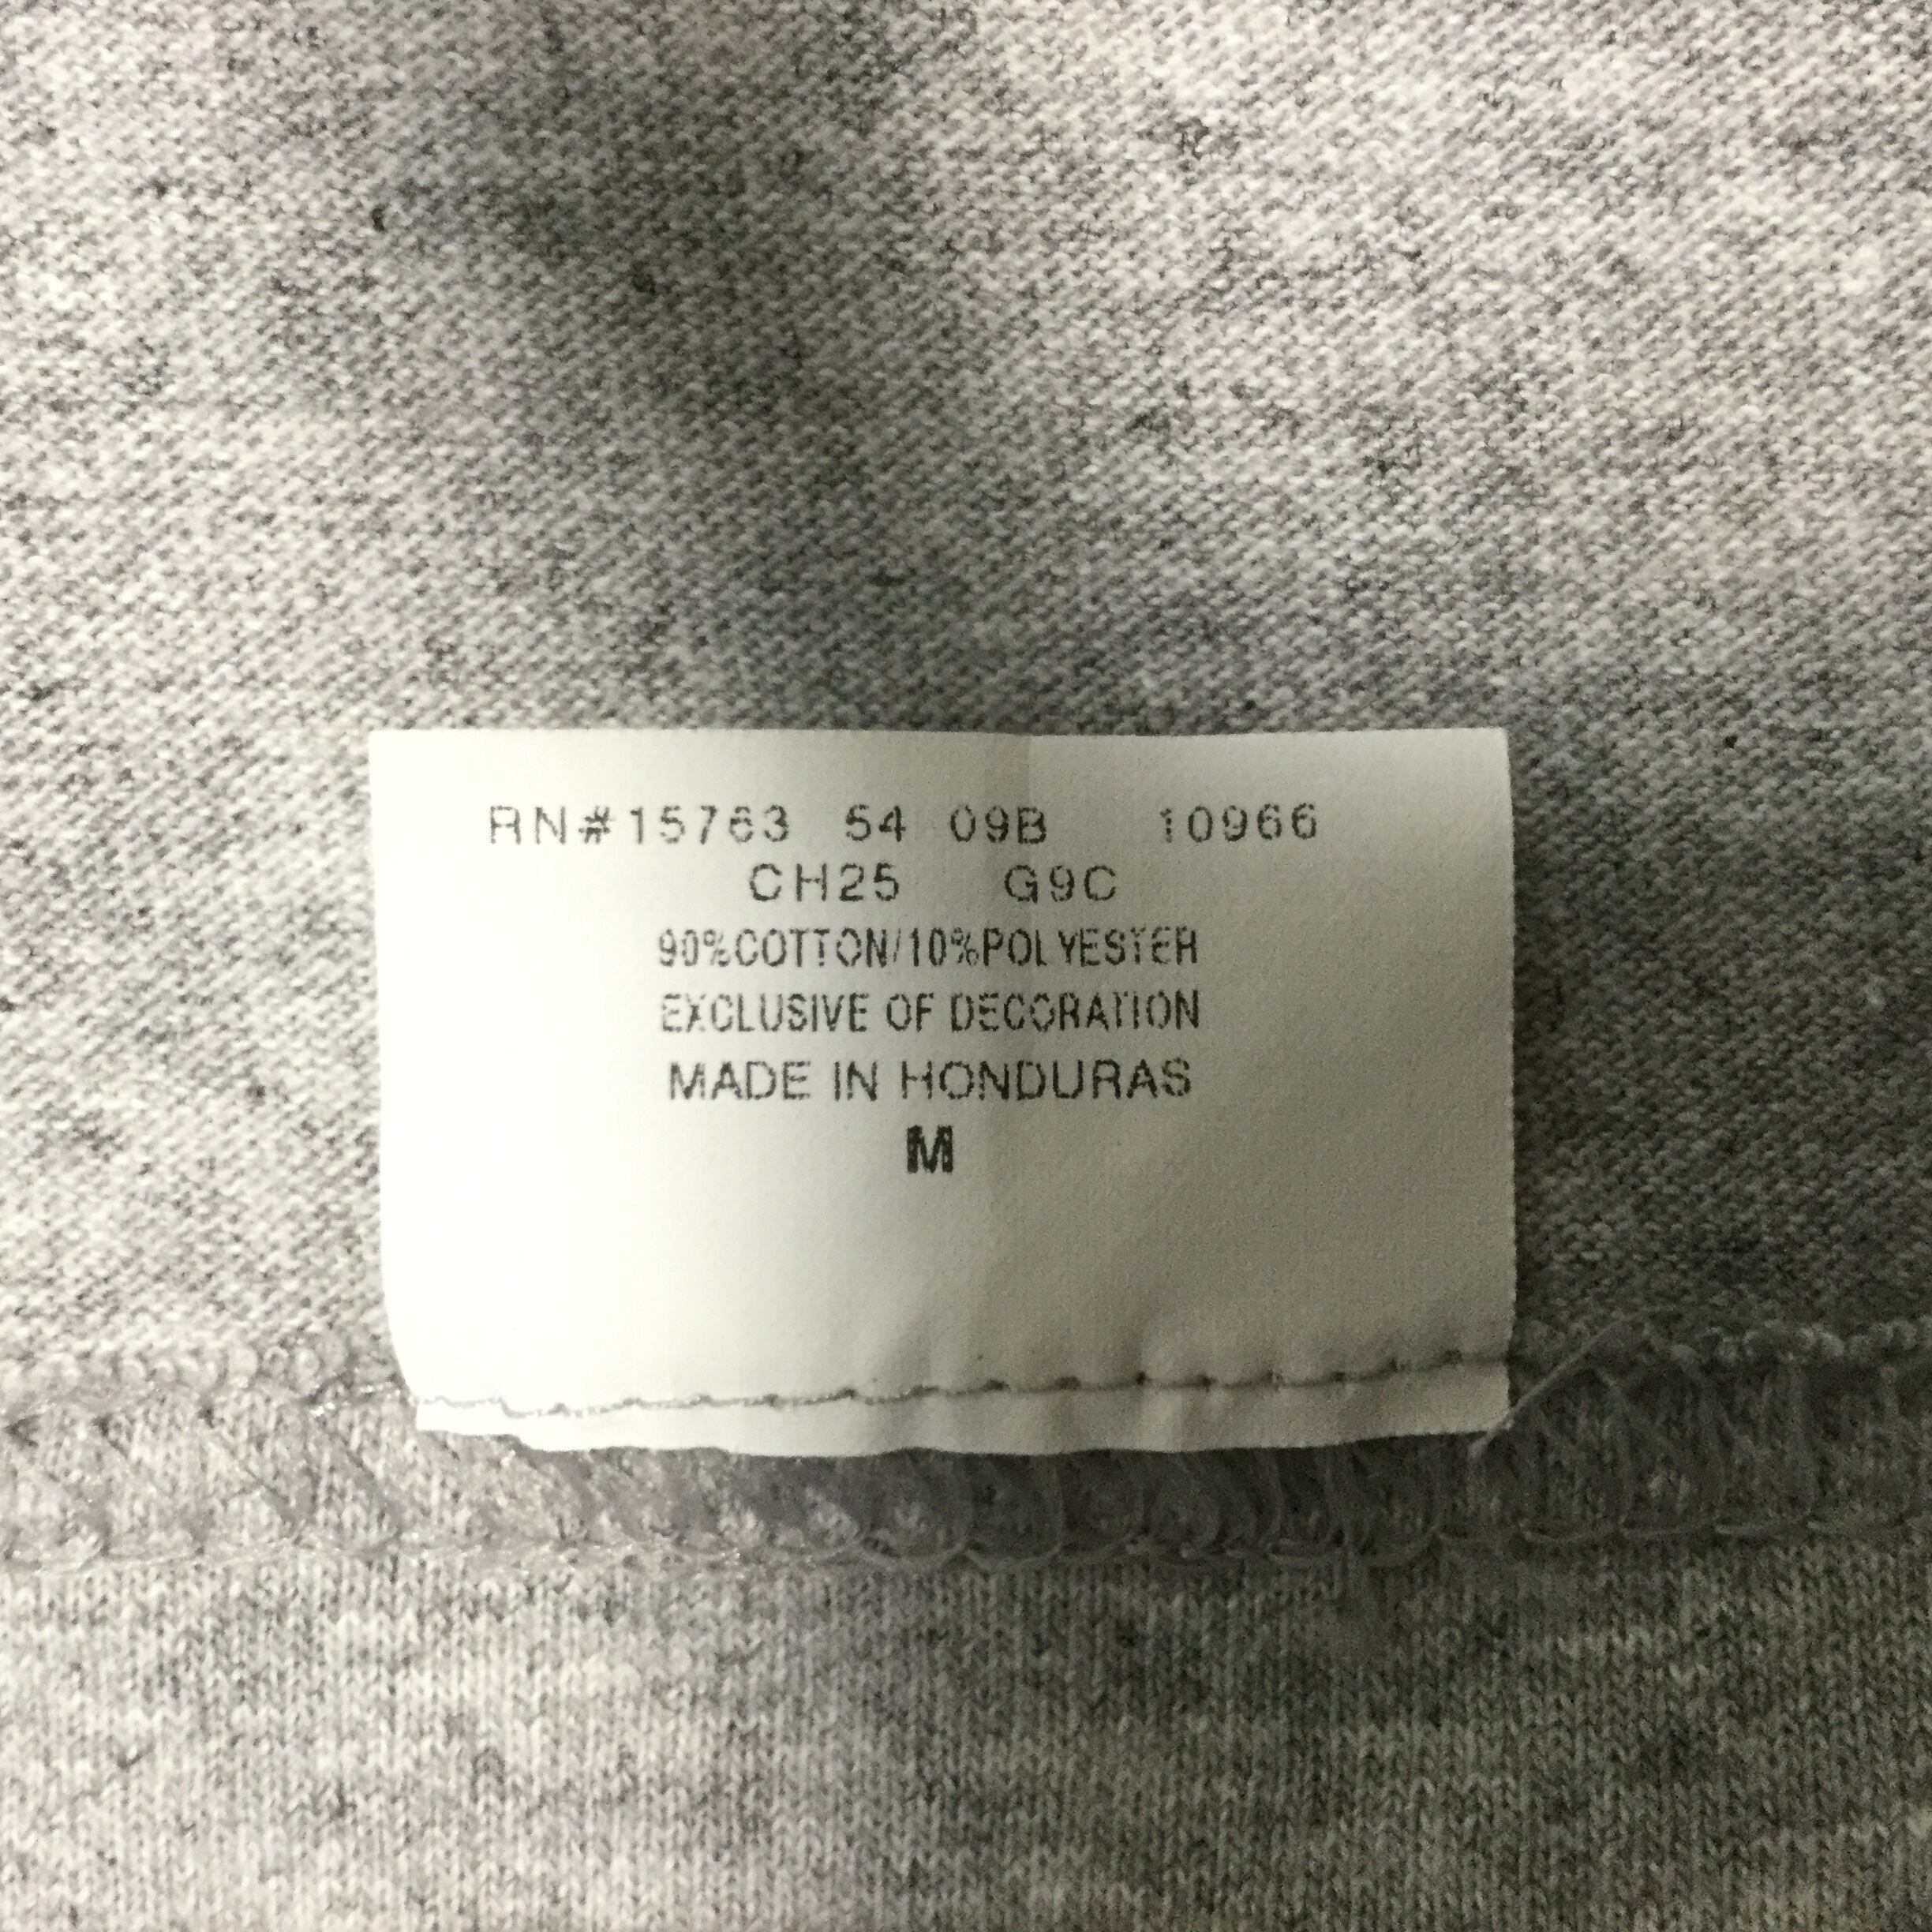 RN#15763 54 09B 10966
CH25 G9C
90%COTTON/10%POLYESTER
EXCLUSIVE OF DECORATION
MADE IN HONDURAS
M